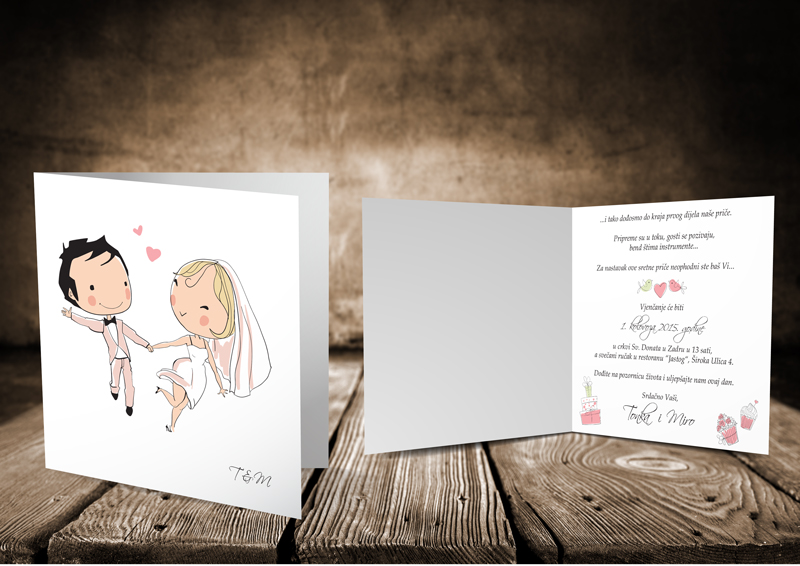 T & M
...i tako dođosmo do kraja prvog dijela naše priče.
Pripreme su u toku, gosti se pozivaju,
bend štima instrumente...
Za nastavak ove sretne priče neophodni ste baš Vi...
Vjenčanje će biti
1. kolovoza 2015. godine
u crkvi Sv. Donata u Zadru u 13 sati,
a svečani ručak u restoranu "Jastog", Široka Ulica 4.
Dođite na pozornicu života i uljepšajte nam ovaj dan.
Srdačno Vaši,
Tonka i Miro